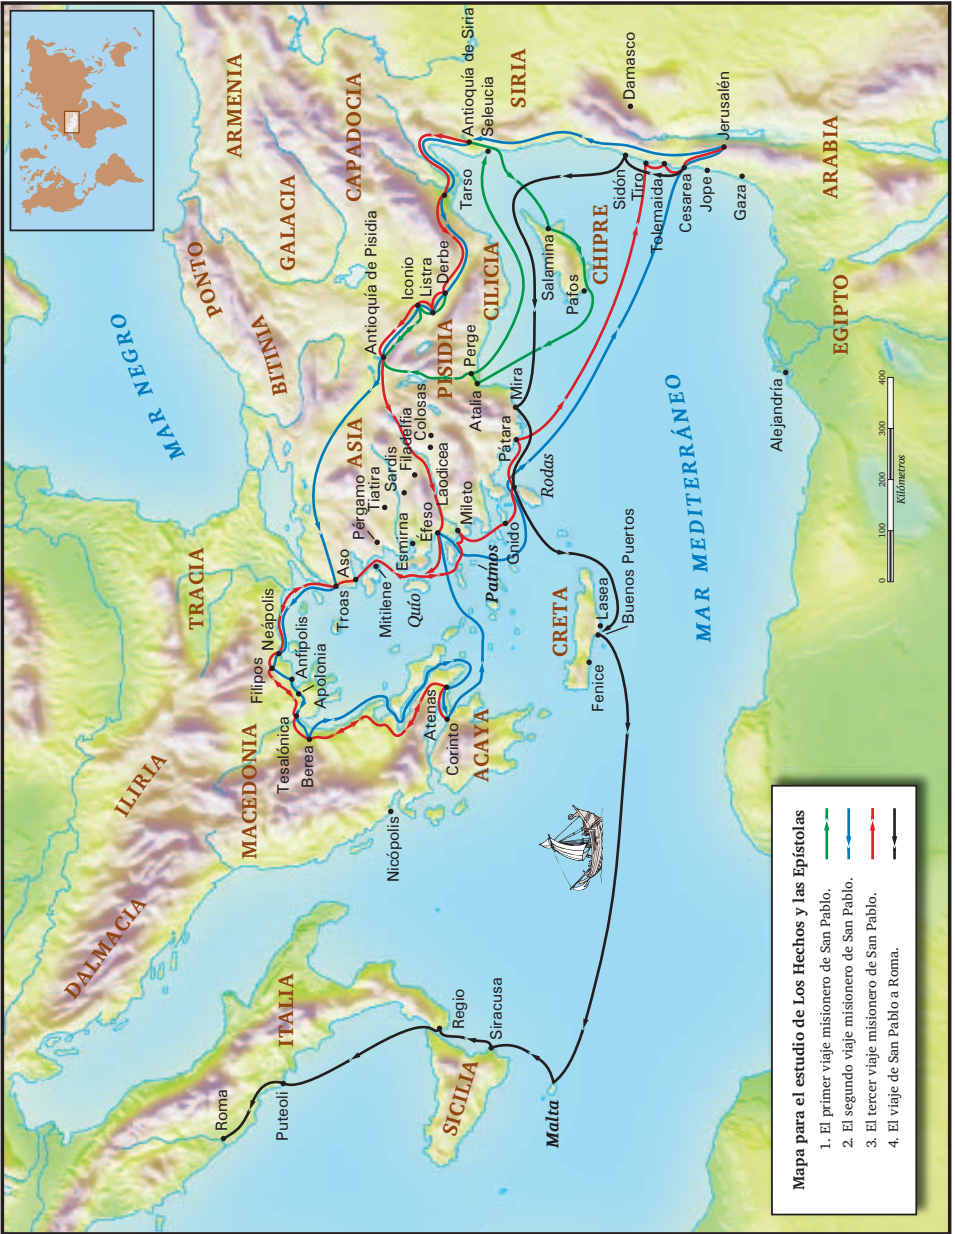 ARMENIA
CAPADOCIA
GALACIA
PONTO
BITINIA
MAR NEGRO
SIRIA
Damasco
Antioquía de Siria
Seleucia
Tarso
CILICIA
Derbe
Listra
Iconio
Antioquía de Pisidia
PISIDIA
Perge
Atalia
Mira
Pátara
Rodas
ASIA
Colosas
Filadelfia
Sardis
Tiatira
Pérgamo
Laodicea
Esmirna
Éfeso
Mileto
Gnido
Patmos
Quío
Mitilene
Aso
Troas
TRACIA
Neápolis
Filipos
Anfípolis
Apolonia
Tesalónica
Berea
MACEDONIA
ILIRIA
DALMACIA
Nicópolis
Atenas
Corinto
ACAYA
CRETA
Lasea
Buenos Puertos
Fenice
CHIPRE
Salamina
Pafos
Sidón
Tiro
Tolemaida
Cesarea
Jope
Gaza
Jerusalén
ARABIA
EGIPTO
Alejandría
MAR MEDITERRÁNEO
ITALIA
Roma
Puteoli
Regio
Siracusa
SICILIA
Malta
0 100 200 300 400
Kilómetros
Mapa para el estudio de Los Hechos y las Epístolas
1. El primer viaje misionero de San Pablo.
2. El segundo viaje misionero de San Pablo.
3. El tercer viaje misionero de San Pablo.
4. El viaje de San Pablo a Roma.